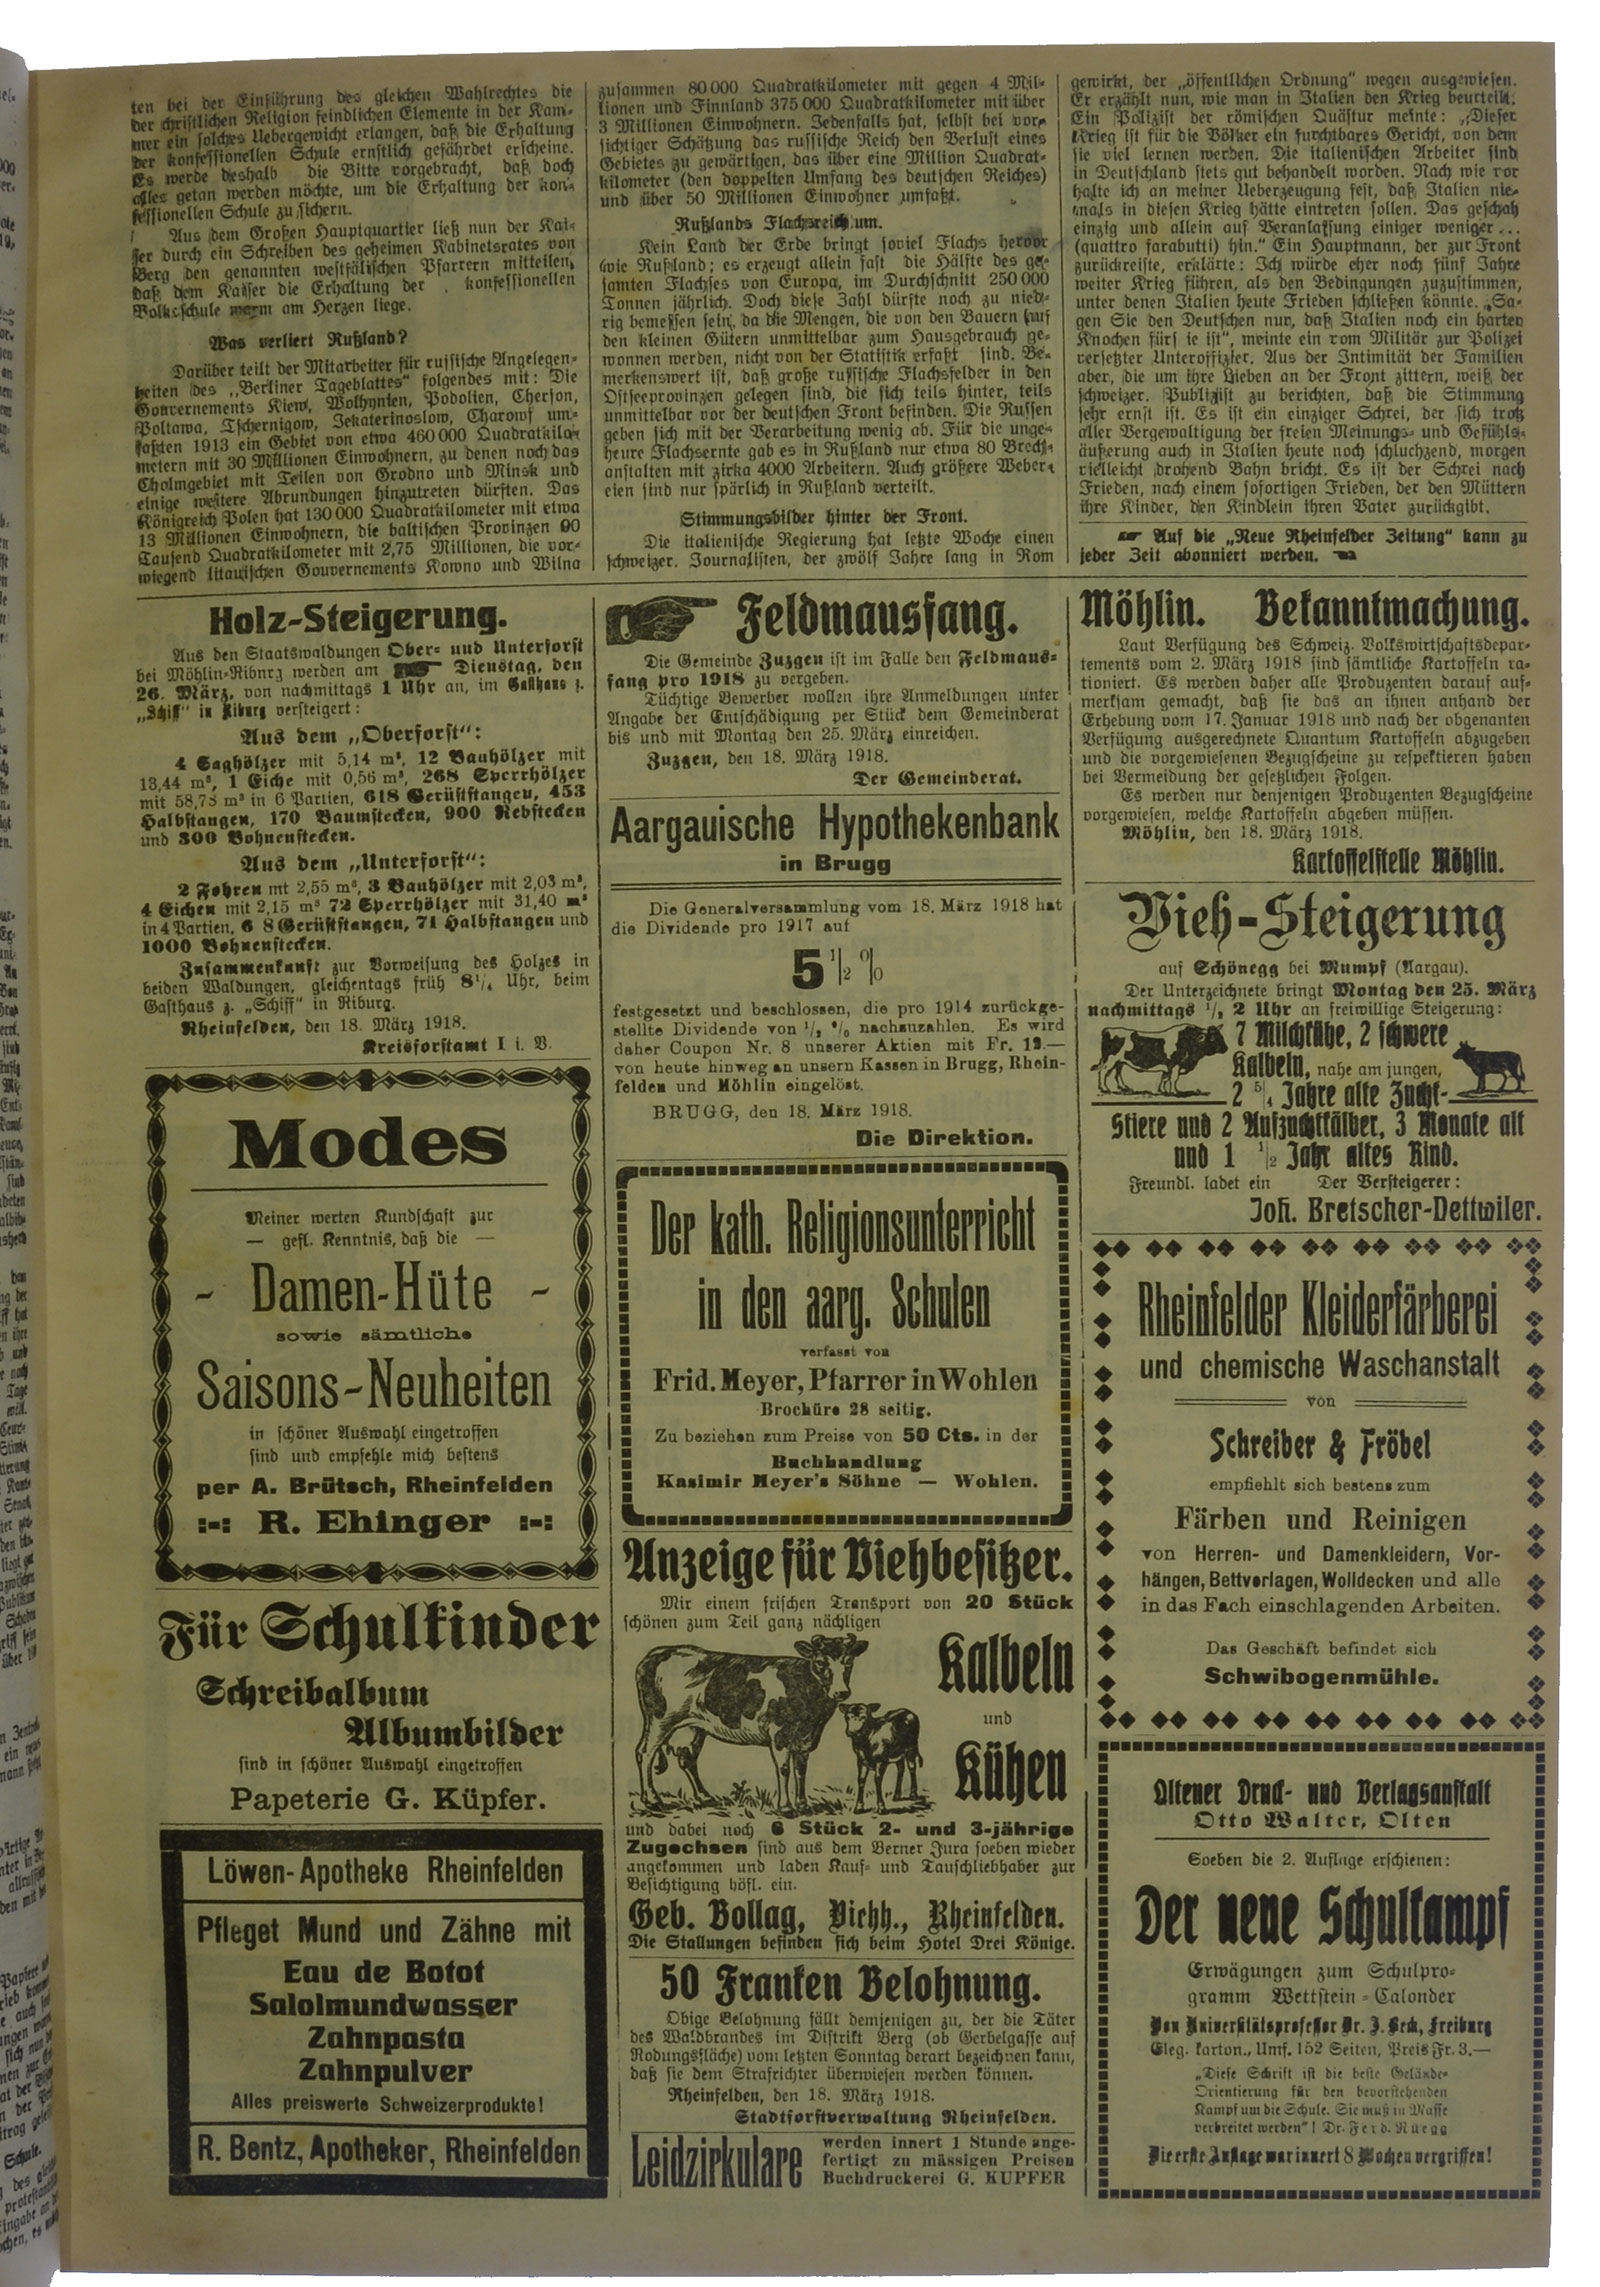 ten bei der Einführung des gleichen Wahlrechtes die
der christlichen Religion feindlichen Elemente in der Kam-
mer ein solches Uebergewicht erlangen, daß die Erhaltung
der konfessionellen Schule ernstlich gefährdet erscheine.
Es werde deshalb die Bitte vorgebracht, daß doch
alles getan werden möchte, um die Erhaltung der kon-
fessionellen Schule zu sichern.
Aus dem Großen Hauptquartier ließ nun der Kai-
ser durch ein Schreiben des geheimen Kabinetsrates von
Berg den genannten westfälischen Pfarrern mitteilen,
daß dem Kaiser die Erhaltung der konfessionellen
Volksschule warm am Herzen liege.
Was verliert Rußland?
Darüber teilt der Mitarbeiter für russische Angelegen-
heiten des „Berliner Tageblattes" folgendes mit: Die
Gouvernements Kiew, Wolhynien, Podolien, Cherson,
Poltawa, Tschernigow, Jekaterinoslow, Charowf um-
faßten 1913 ein Gebiet von etwa 460 000 Quadratkilo-
metern mit 30 Millionen Einwohnern, zu denen noch das
Cholmgebiet mit Teilen von Grodno und Minsk und
einige weitere Abrundungen hinzutreten dürften. Das
Königreich Polen hat 130 000 Quadratkilometer mit etwa
13 Millionen Einwohnern, die baltischen Provinzen 90
Tausend Quadratkilometer mit 2,75 Millionen, die vor-
wiegend litauischen Gouvernements Kowno und Wilna
zusammen 80 000 Quadratkilometer mit gegen 4 Mil-
lionen und Finnland 375 000 Quadratkilometer mit über
3 Millionen Einwohnern. Jedenfalls hat, selbst bei vor-
sichtiger Schätzung das russische Reich den Verlust eines
Gebietes zu gewärtigen, das über eine Million Quadrat-
kilometer (den doppelten Umfang des deutschen Reiches)
und über 50 Millionen Einwohner umfaßt.
Rußlands Flachsreichtum.
Kein Land der Erde bringt soviel Flachs hervor
wie Rußland; es erzeugt allein fast die Hälfte des ge-
samten Flachses von Europa, im Durchschnitt 250 000
Tonnen jährlich. Doch diese Zahl dürfte noch zu nied-
rig bemessen sein, da die Mengen, die von den Bauern auf
den kleinen Gütern unmittelbar zum Hausgebrauch ge-
wonnen werden, nicht von der Statistik erfaßt sind. Be-
merkenswert ist, daß große russische Flachsfelder in den
Ostseeprovinzen gelegen sind, die sich teils hinter, teils
unmittelbar vor der deutschen Front befinden. Die Russen
geben sich mit der Verarbeitung wenig ab. Für die unge-
heure Flachsernte gab es in Rußland nur etwa 80 Brech-
anstalten mit zirka 4000 Arbeitern. Auch größere Weber-
eien sind nur spärlich in Rußland verteilt.
Stimmungsbilder hinter der Front.
Die italienische Regierung hat letzte Woche einen
schweizer. Journalisten, der zwölf Jahre lang in Rom
gewirkt, der „öffentlichen Ordnung" wegen ausgewiesen.
Er erzählt nun, wie man in Italien den Krieg beurteilt.
Ein Polizist der römischen Quästur meinte: „Dieser
Krieg ist für die Völker ein furchtbares Gericht, von dem
sie viel lernen werden. Die italienischen Arbeiter sind
in Deutschland stets gut behandelt worden. Nach wie vor
halte ich an meiner Ueberzeugung fest, daß Italien nie-
mals in diesen Krieg hätte eintreten sollen. Das geschah
einzig und allein auf Veranlassung einiger weniger...
(quattro farabutti) hin." Ein Hauptmann, der zur Front
zurückreiste, erklärte: Ich würde eher noch fünf Jahre
weiter Krieg führen, als den Bedingungen zuzustimmen,
unter denen Italien heute Frieden schließen könnte. „Sa-
gen Sie den Deutschen nur, daß Italien noch ein harter
Knochen fürs ie ist", meinte ein vom Militär zur Polizei
versetzter Unteroffizier. Aus der Intimität der Familien
aber, die um ihre Lieben an der Front zittern, weiß der
schweizer. Publizist zu berichten, daß die Stimmung
sehr ernst ist. Es ist ein einziger Schrei, der sich trotz
aller Vergewaltigung der freien Meinungs- und Gefühls-
äußerung auch in Italien heute noch schluchzend, morgen
vielleicht drohend Bahn bricht. Es ist der Schrei nach
Frieden, nach einem sofortigen Frieden, der den Müttern
ihre Kinder, den Kindlein ihren Vater zurückgibt.
Auf die „Neue Rheinfelder Zeitung" kann zu
jeder Zeit abonniert werden.
Holz-Steigerung.
Aus den Staatswaldungen Ober- und Unterforst
bei Möhlin-Riburg werden am Dienstag, den
26. März, von nachmittags 1 Uhr an, im Gasthaus z.
„Schiff" in Riburg versteigert:
Aus dem „Oberforst":
4 Saghölzer mit 5,14 m³, 12 Bauhölzer mit
13,44 m³, 1 Eiche mit 0,56 m³, 268 Sperrhölzer
mit 58,73 m³ in 6 Partien, 618 Gerüststangen, 453
Halbstangen, 170 Baumstecken, 900 Rebstecken
und 300 Bohnenstecken.
Aus dem „Unterforst":
2 Fohren mt 2,55 m³, 3 Bauhölzer mit 2,03 m³,
4 Eichen mit 2,15 m³ 72 Sperrhölzer mit 31,40 m³
in 4 Partien, 6 8 Gerüststangen, 71 Halbstangen und
1000 Bohnenstecken.
Zusammenkunft zur Vorweisung des Holzes in
beiden Waldungen, gleichentags früh 8¼ Uhr, beim
Gasthaus z. „Schiff" in Riburg.
Rheinfelden, den 18. März 1918.
Kreisforstamt I i. V.
Modes
Meiner werten Kundschaft zur
— gefl. Kenntnis, daß die —
- Damen-Hüte -
sowie sämtliche
Saisons-Neuheiten
in schöner Auswahl eingetroffen
sind und empfehle mich bestens
per A. Brütsch, Rheinfelden
:-: R. Ehinger :-:
Für Schulkinder
Schreibalbum
Albumbilder
sind in schöner Auswahl eingetroffen
Papeterie G. Küpfer.
Löwen-Apotheke Rheinfelden
Pfleget Mund und Zähne mit
Eau de Botot
Salolmundwasser
Zahnpasta
Zahnpulver
Alles preiswerte Schweizerprodukte!
R. Bentz, Apotheker, Rheinfelden
Feldmausfang.
Die Gemeinde Zuzgen ist im Falle den Feldmaus-
fang pro 1918 zu vergeben.
Tüchtige Bewerber wollen ihre Anmeldungen unter
Angabe der Entschädigung per Stück dem Gemeinderat
bis und mit Montag den 25. März einreichen.
Zuzgen, den 18. März 1918.
Der Gemeinderat.
Aargauische Hypothekenbank
in Brugg
Die Generalversammlung vom 18. März 1918 hat
die Dividende pro 1917 auf
5 ½ %
festgesetzt und beschlossen, die pro 1914 zurückge-
stellte Dividende von ½ % nachzuzahlen. Es wird
daher Coupon Nr. 8 unserer Aktien mit Fr. 12.—
von heute hinweg an unsern Kassen in Brugg, Rhein-
felden und Möhlin eingelöst.
BRUGG, den 18. März 1918.
Die Direktion.
Der kath. Religionsunterricht
in den aarg. Schulen
verfasst von
Frid. Meyer, Pfarrer in Wohlen
Brochüre 28 seitig.
Zu beziehen zum Preise von 50 Cts. in der
Buchhandlung
Kasimir Meyer's Söhne — Wohlen.
Anzeige für Viehbesitzer.
Mit einem frischen Transport von 20 Stück
schönen zum Teil ganz nächtigen
Kalbeln
und
Kühen
und dabei noch 6 Stück 2- und 3-jährige
Zugochsen sind aus dem Berner Jura soeben wieder
angekommen und laden Kauf- und Tauschliebhaber zur
Besichtigung höfl. ein.
Geb. Bollag, Viehh., Rheinfelden.
Die Stallungen befinden sich beim Hotel Drei Könige.
50 Franken Belohnung.
Obige Belohnung fällt demjenigen zu, der die Täter
des Waldbrandes im Distrikt Berg (ob Gerbelgasse auf
Rodungsfläche) vom letzten Sonntag derart bezeichnen kann,
daß sie dem Strafrichter überwiesen werden können.
Rheinfelden, den 18. März 1918.
Stadtforstverwaltung Rheinfelden.
Leidzirkulare
werden innert 1 Stunde ange-
fertigt zu mässigen Preisen
Buchdruckerei G. KUPFER
Möhlin. Bekanntmachung.
Laut Verfügung des Schweiz. Volkswirtschaftsdepar-
tements vom 2. März 1918 sind sämtliche Kartoffeln ra-
tioniert. Es werden daher alle Produzenten darauf auf-
merksam gemacht, daß sie das an ihnen anhand der
Erhebung vom 17. Januar 1918 und nach der obgenanten
Verfügung ausgerechnete Quantum Kartoffeln abzugeben
und die vorgewiesenen Bezugscheine zu respektieren haben
bei Vermeidung der gesetzlichen Folgen.
Es werden nur denjenigen Produzenten Bezugscheine
vorgewiesen, welche Kartoffeln abgeben müssen.
Möhlin, den 18. März 1918.
Kartoffelstelle Möhlin.
Vieh-Steigerung
auf Schönegg bei Mumpf (Aargau).
Der Unterzeichnete bringt Montag den 25. März
nachmittags ½ 2 Uhr an freiwillige Steigerung:
7 Milchkühe, 2 schwere
Kalbeln, nahe am jungen,
2 5/4 Jahre alte Zucht-
Stiere und 2 Aufzuchtkälber, 3 Monate alt
und 1 ½ Jahr altes Rind.
Freundl. ladet ein Der Versteigerer:
Joh. Bretscher-Dettwiler.
Rheinfelder Kleiderfärberei
und chemische Waschanstalt
von
Schreiber & Fröbel
empfiehlt sich bestens zum
Färben und Reinigen
von Herren- und Damenkleidern, Vor-
hängen, Bettvorlagen, Wolldecken und alle
in das Fach einschlagenden Arbeiten.
Das Geschäft befindet sich
Schwibogenmühle.
Oltener Druck- und Verlagsanstalt
Otto Walter, Olten
Soeben die 2. Auflage erschienen:
Der neue Schulkampf
Erwägungen zum Schulpro-
gramm Wettstein-Calonder
Von Universitätsprofessor Dr. J. Beck, Freiburg
Eleg. karton., Umf. 152 Seiten, Preis Fr. 3.—
„Diese Schrift ist die beste Gelände-
Orientierung für den bevorstehenden
Kampf um die Schule. Sie muß in Masse
verbreitet werden"! Dr. Ferd. Rüegg
Die erste Auflage war innert 8 Wochen vergriffen!